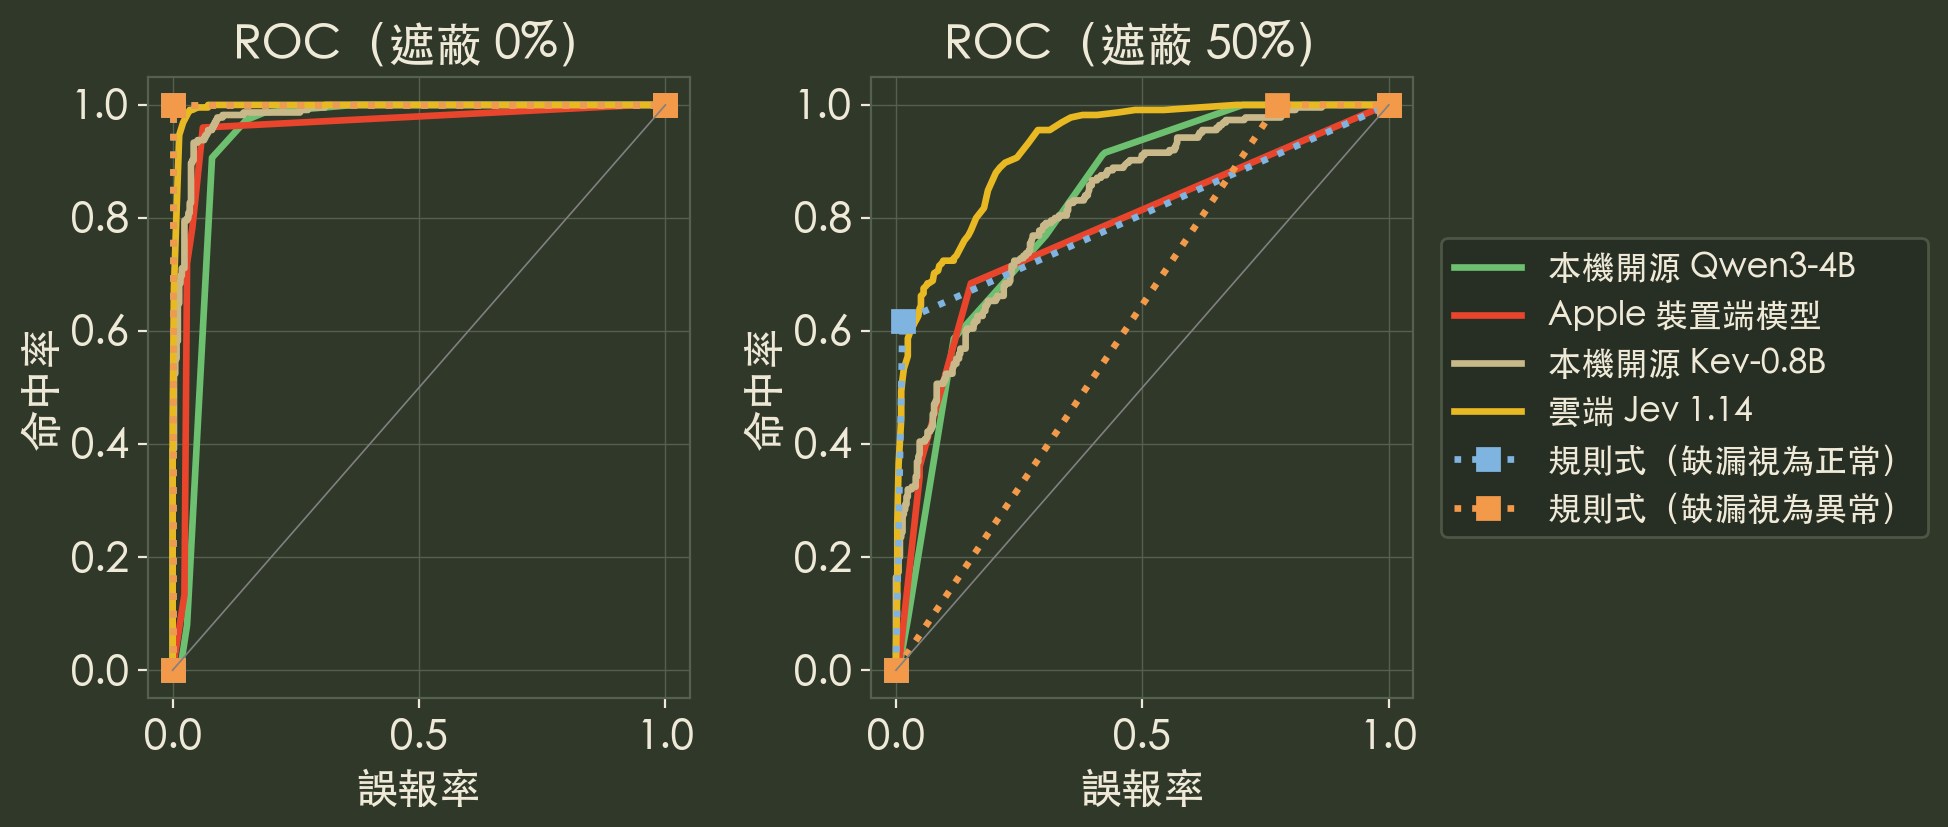 ROC（遮蔽 0%）
1.0
0.8
0.6
0.4
0.2
0.0
命中率
0.0 0.5 1.0
誤報率
ROC（遮蔽 50%）
1.0
0.8
0.6
0.4
0.2
0.0
命中率
0.0 0.5 1.0
誤報率
本機開源 Qwen3-4B
Apple 裝置端模型
本機開源 Kev-0.8B
雲端 Jev 1.14
規則式（缺漏視為正常）
規則式（缺漏視為異常）